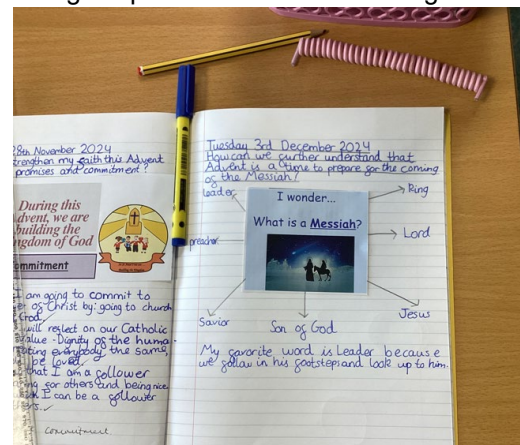 28th November 2024
strengthen my faith this Advent
promises and commitment?
During this
Advent, we are
building the
kingdom of God
Commitment
I am going to commit to
of Christ by: going to church
God.
will reflect on our Catholic
value - Dignity of the human
everybody the same,
be loved.
that I am a follower
for others and being nice
I can be a follower
Commitment
Tuesday 3rd December 2024
How can we further understand that
Advent is a time to prepare for the coming
of the Messiah?
leader
King
I wonder...
What is a Messiah?
Lord
preacher
Savior
Son of God
Jesus
My favorite word is Leader because
we follow in his footsteps and look up to him.